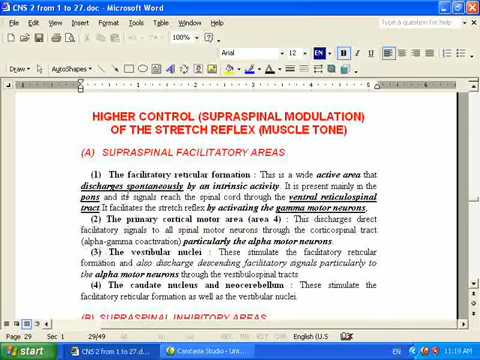 CNS 2 from 1 to 27.doc - Microsoft Word
File Edit View Insert Format Tools Table Window Help
Type a question for help
100%
Arial 12 EN B I U
Draw AutoShapes
HIGHER CONTROL (SUPRASPINAL MODULATION)
OF THE STRETCH REFLEX (MUSCLE TONE)
(A) SUPRASPINAL FACILITATORY AREAS
(1) The facilitatory reticular formation : This is a wide active area that
discharges spontaneously by an intrinsic activity. It is present mainly in the
pons and its signals reach the spinal cord through the ventral reticulospinal
tract. It facilitates the stretch reflex by activating the gamma motor neurons.
(2) The primary cortical motor area (area 4) : This discharges direct
facilitatory signals to all spinal motor neurons through the corticospinal tract
(alpha-gamma coactivation) particularly the alpha motor neurons.
(3) The vestibular nuclei : These stimulate the facilitatory reticular
formation and also discharge descending facilitatory signals particularly to
the alpha motor neurons through the vestibulospinal tracts
(4) The caudate nucleus and neocerebellum : These stimulate the
facilitatory reticular formation as well as the vestibular nuclei.
(B) SUPRASPINAL INHIBITORY AREAS
Page 29 Sec 1 29/49 REC TRK EXT OVR English (U.S
start CNS 2 from 1 to 27.d... Camtasia Studio - Unt... EN 11:19 AM